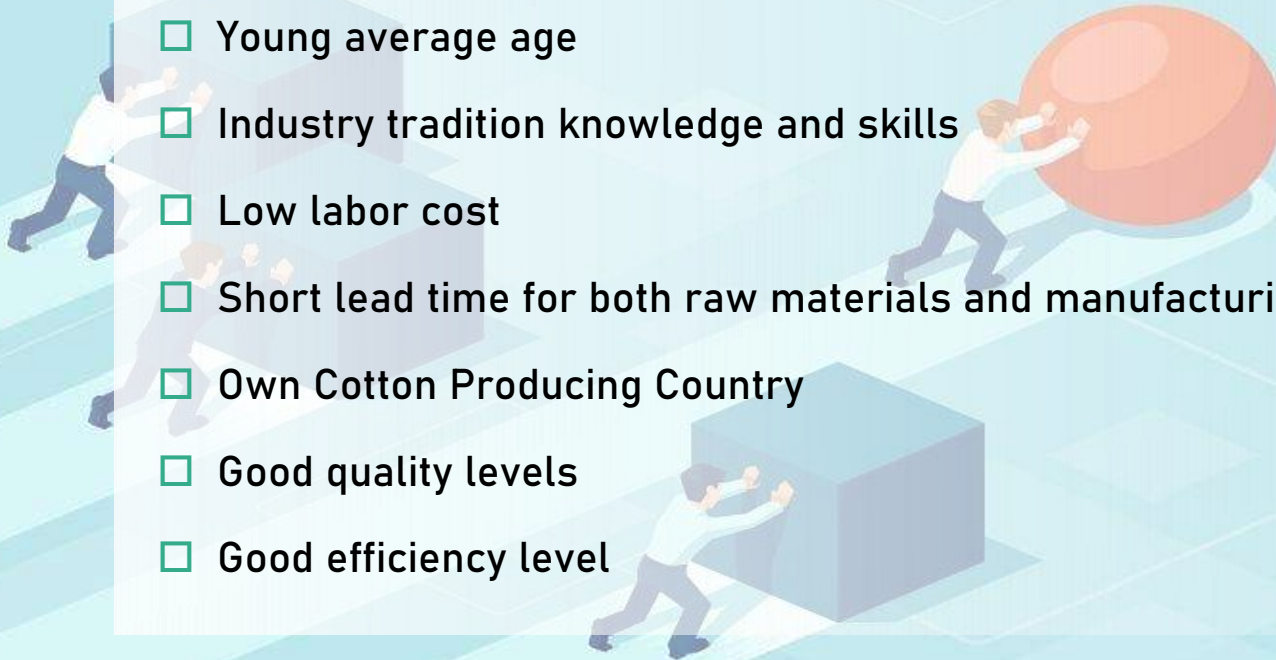 Young average age
Industry tradition knowledge and skills
Low labor cost
Short lead time for both raw materials and manufacturi
Own Cotton Producing Country
Good quality levels
Good efficiency level